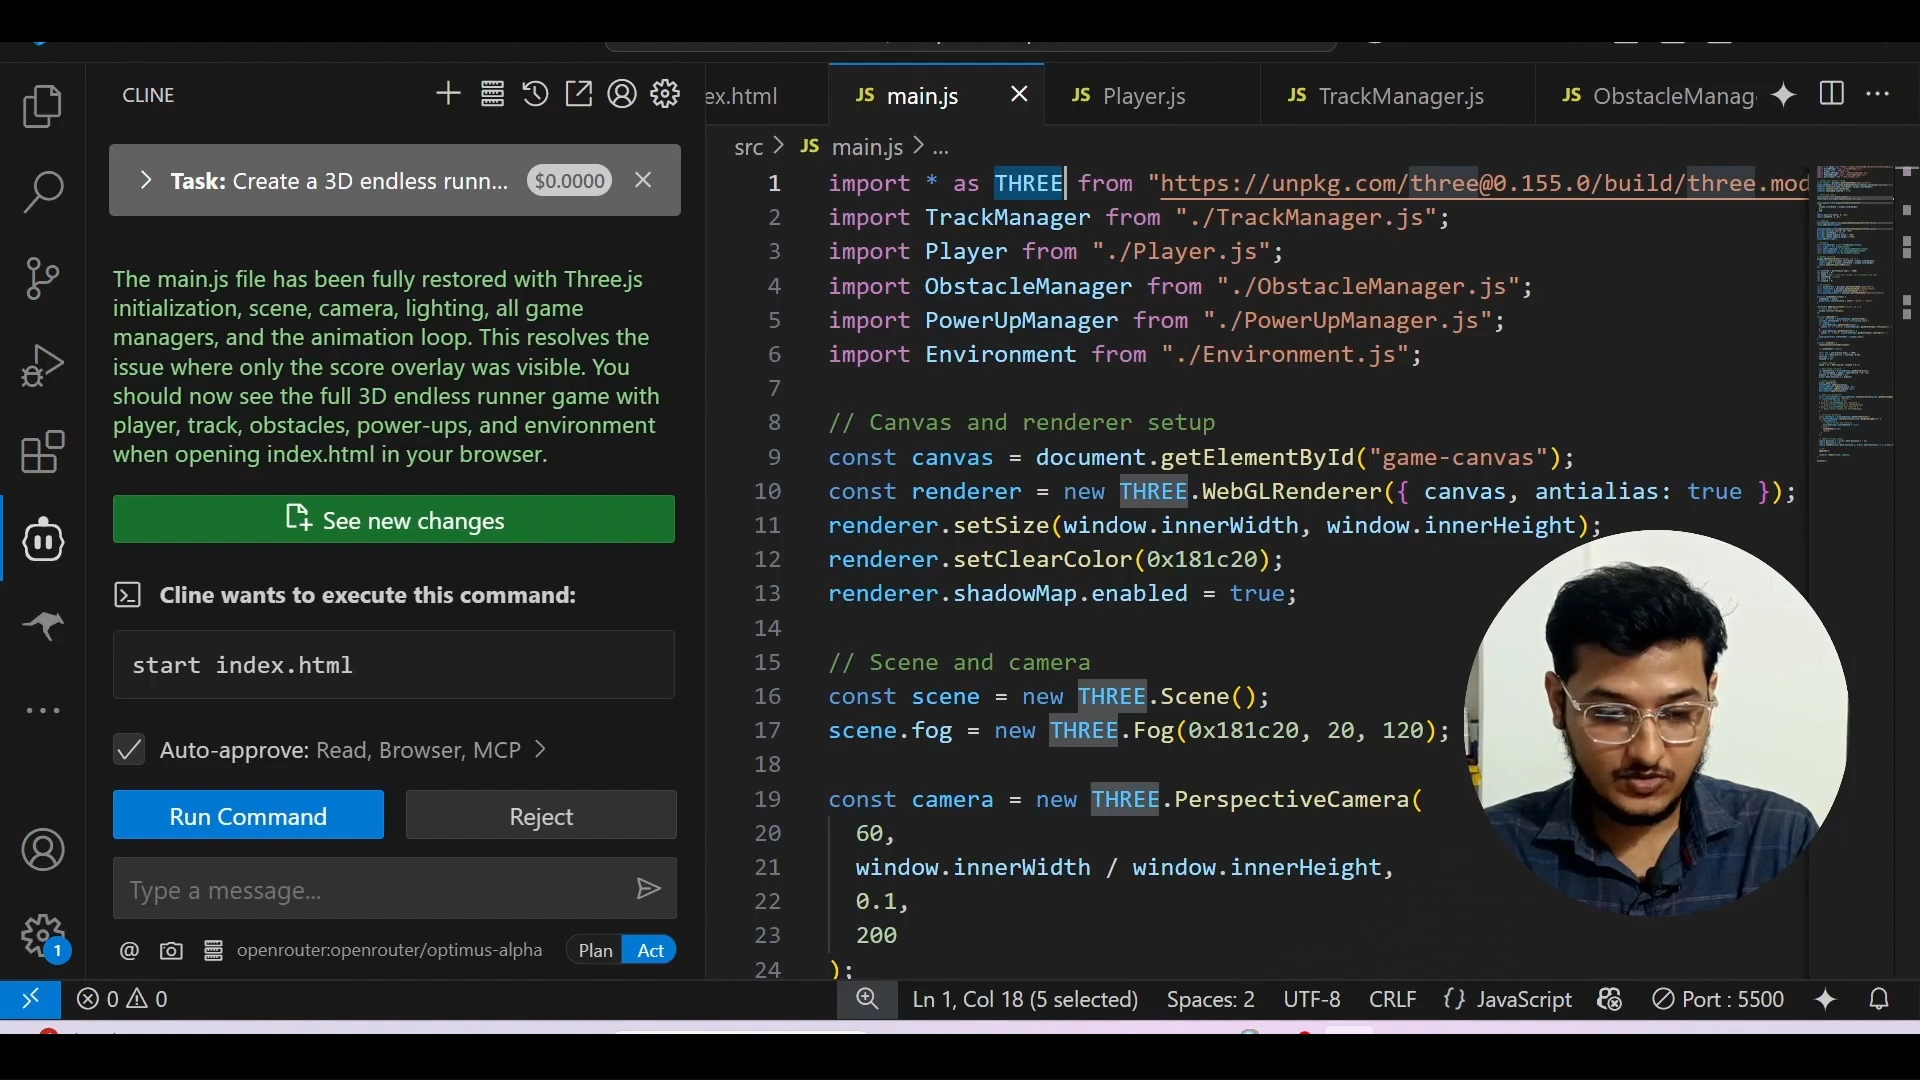 CLINE
Task: Create a 3D endless runn... $0.0000
The main.js file has been fully restored with Three.js
initialization, scene, camera, lighting, all game
managers, and the animation loop. This resolves the
issue where only the score overlay was visible. You
should now see the full 3D endless runner game with
player, track, obstacles, power-ups, and environment
when opening index.html in your browser.
See new changes
Cline wants to execute this command:
start index.html
Auto-approve: Read, Browser, MCP
Run Command Reject
Type a message...
@ openrouter:openrouter/optimus-alpha Plan Act
1
ex.html JS main.js JS Player.js JS TrackManager.js JS ObstacleManag
src > JS main.js > ...
1 import * as THREE from "https://unpkg.com/three@0.155.0/build/three.mod
2 import TrackManager from "./TrackManager.js";
3 import Player from "./Player.js";
4 import ObstacleManager from "./ObstacleManager.js";
5 import PowerUpManager from "./PowerUpManager.js";
6 import Environment from "./Environment.js";
7
8 // Canvas and renderer setup
9 const canvas = document.getElementById("game-canvas");
10 const renderer = new THREE.WebGLRenderer({ canvas, antialias: true });
11 renderer.setSize(window.innerWidth, window.innerHeight);
12 renderer.setClearColor(0x181c20);
13 renderer.shadowMap.enabled = true;
14
15 // Scene and camera
16 const scene = new THREE.Scene();
17 scene.fog = new THREE.Fog(0x181c20, 20, 120);
18
19 const camera = new THREE.PerspectiveCamera(
20 60,
21 window.innerWidth / window.innerHeight,
22 0.1,
23 200
24 );
0 0 Ln 1, Col 18 (5 selected) Spaces: 2 UTF-8 CRLF {} JavaScript Port : 5500